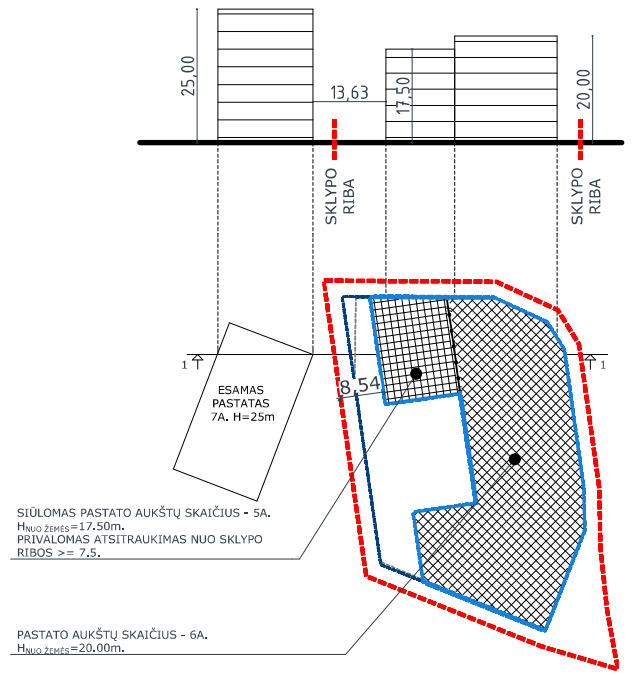 25,00
13,63
17,50
20,00
SKLYPO
RIBA
SKLYPO
RIBA
1
1
8,54
ESAMAS
PASTATAS
7A. H=25m
SIŪLOMAS PASTATO AUKŠTŲ SKAIČIUS - 5A.
HNUO ŽEMĖS=17.50m.
PRIVALOMAS ATSITRAUKIMAS NUO SKLYPO
RIBOS >= 7.5.
PASTATO AUKŠTŲ SKAIČIUS - 6A.
HNUO ŽEMĖS=20.00m.